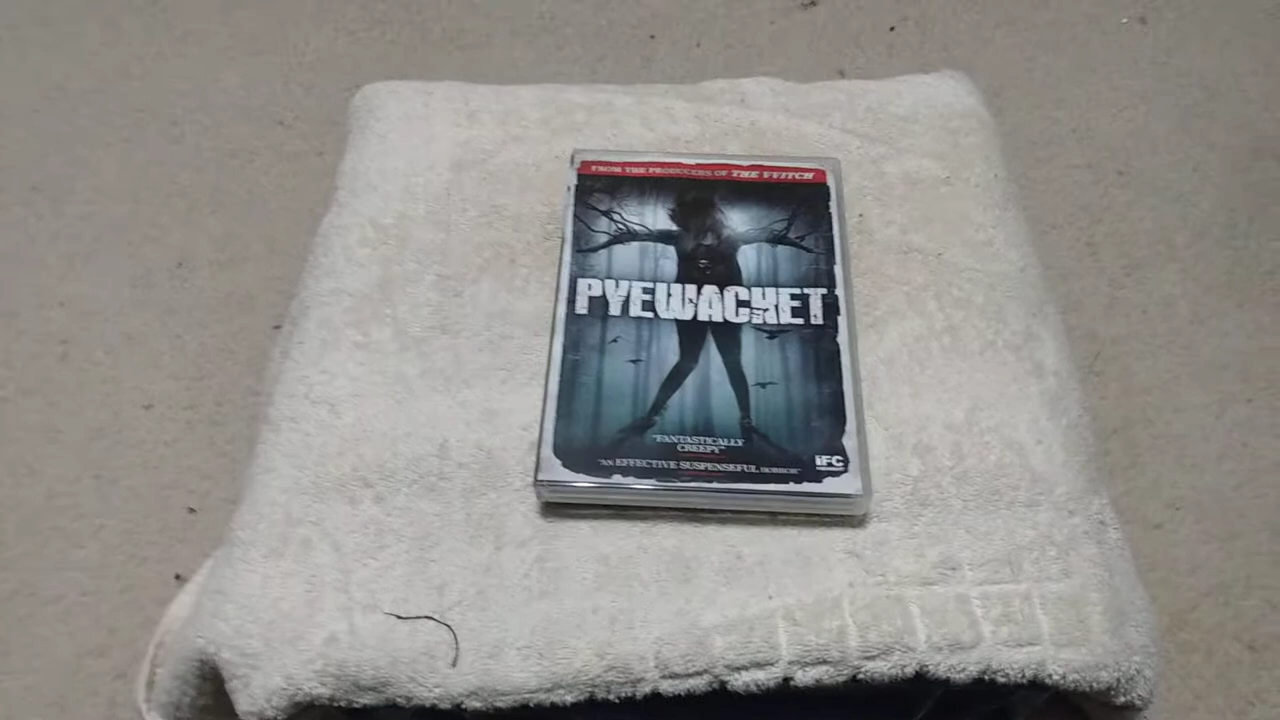 FROM THE PRODUCERS OF THE VVITCH
PYEWACKET
"FANTASTICALLY
CREEPY"
"AN EFFECTIVE SUSPENSEFUL HORROR"
IFC